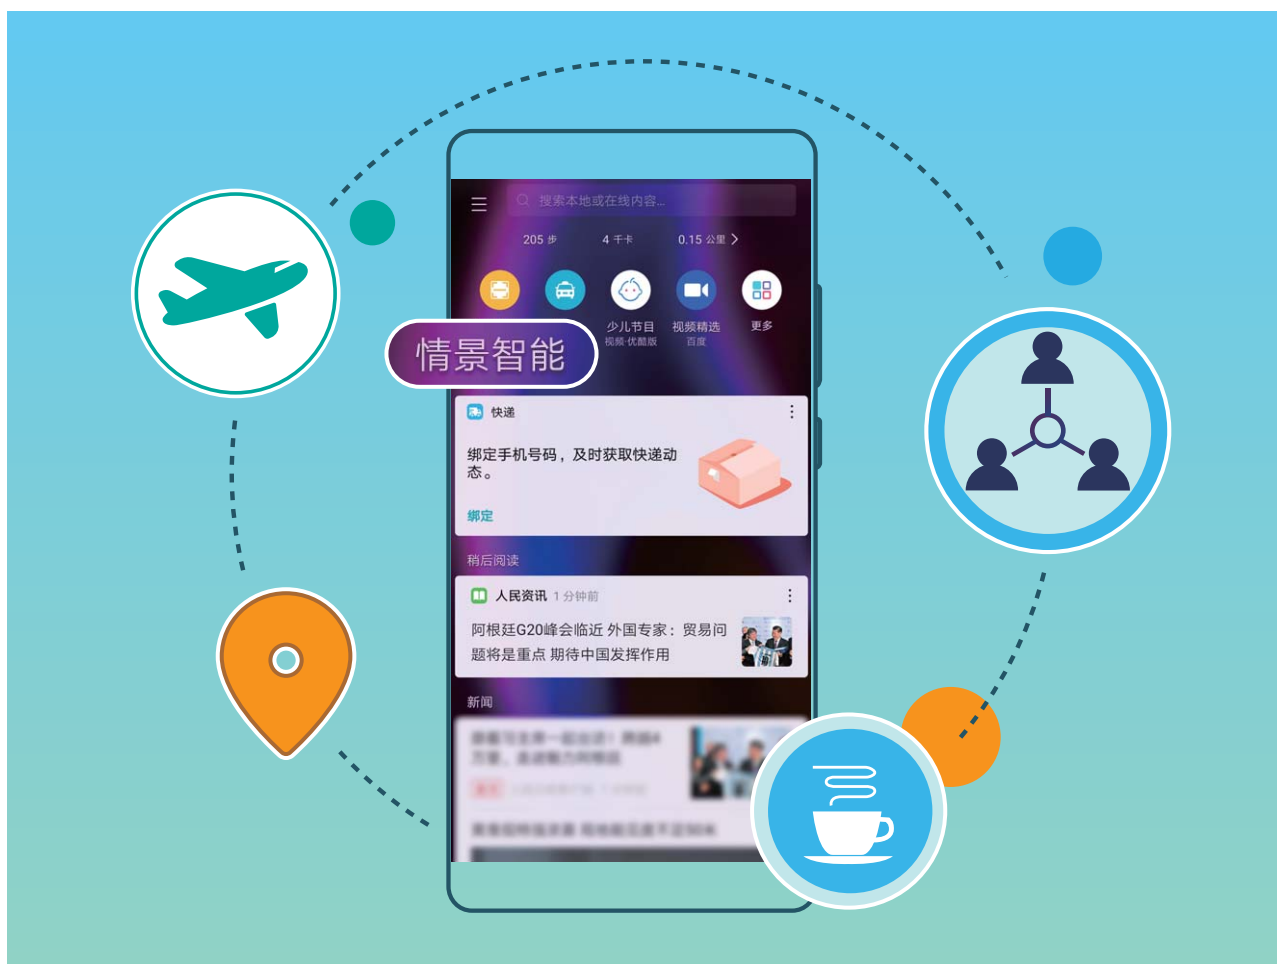 搜索本地或在线内容...
205 步 4 千卡 0.15 公里
少儿节目 视频精选 更多
视频·优酷版 百度
情景智能
快递
绑定手机号码，及时获取快递动
态。
绑定
稍后阅读
人民资讯 1 分钟前
阿根廷G20峰会临近 外国专家：贸易问
题将是重点 期待中国发挥作用
新闻